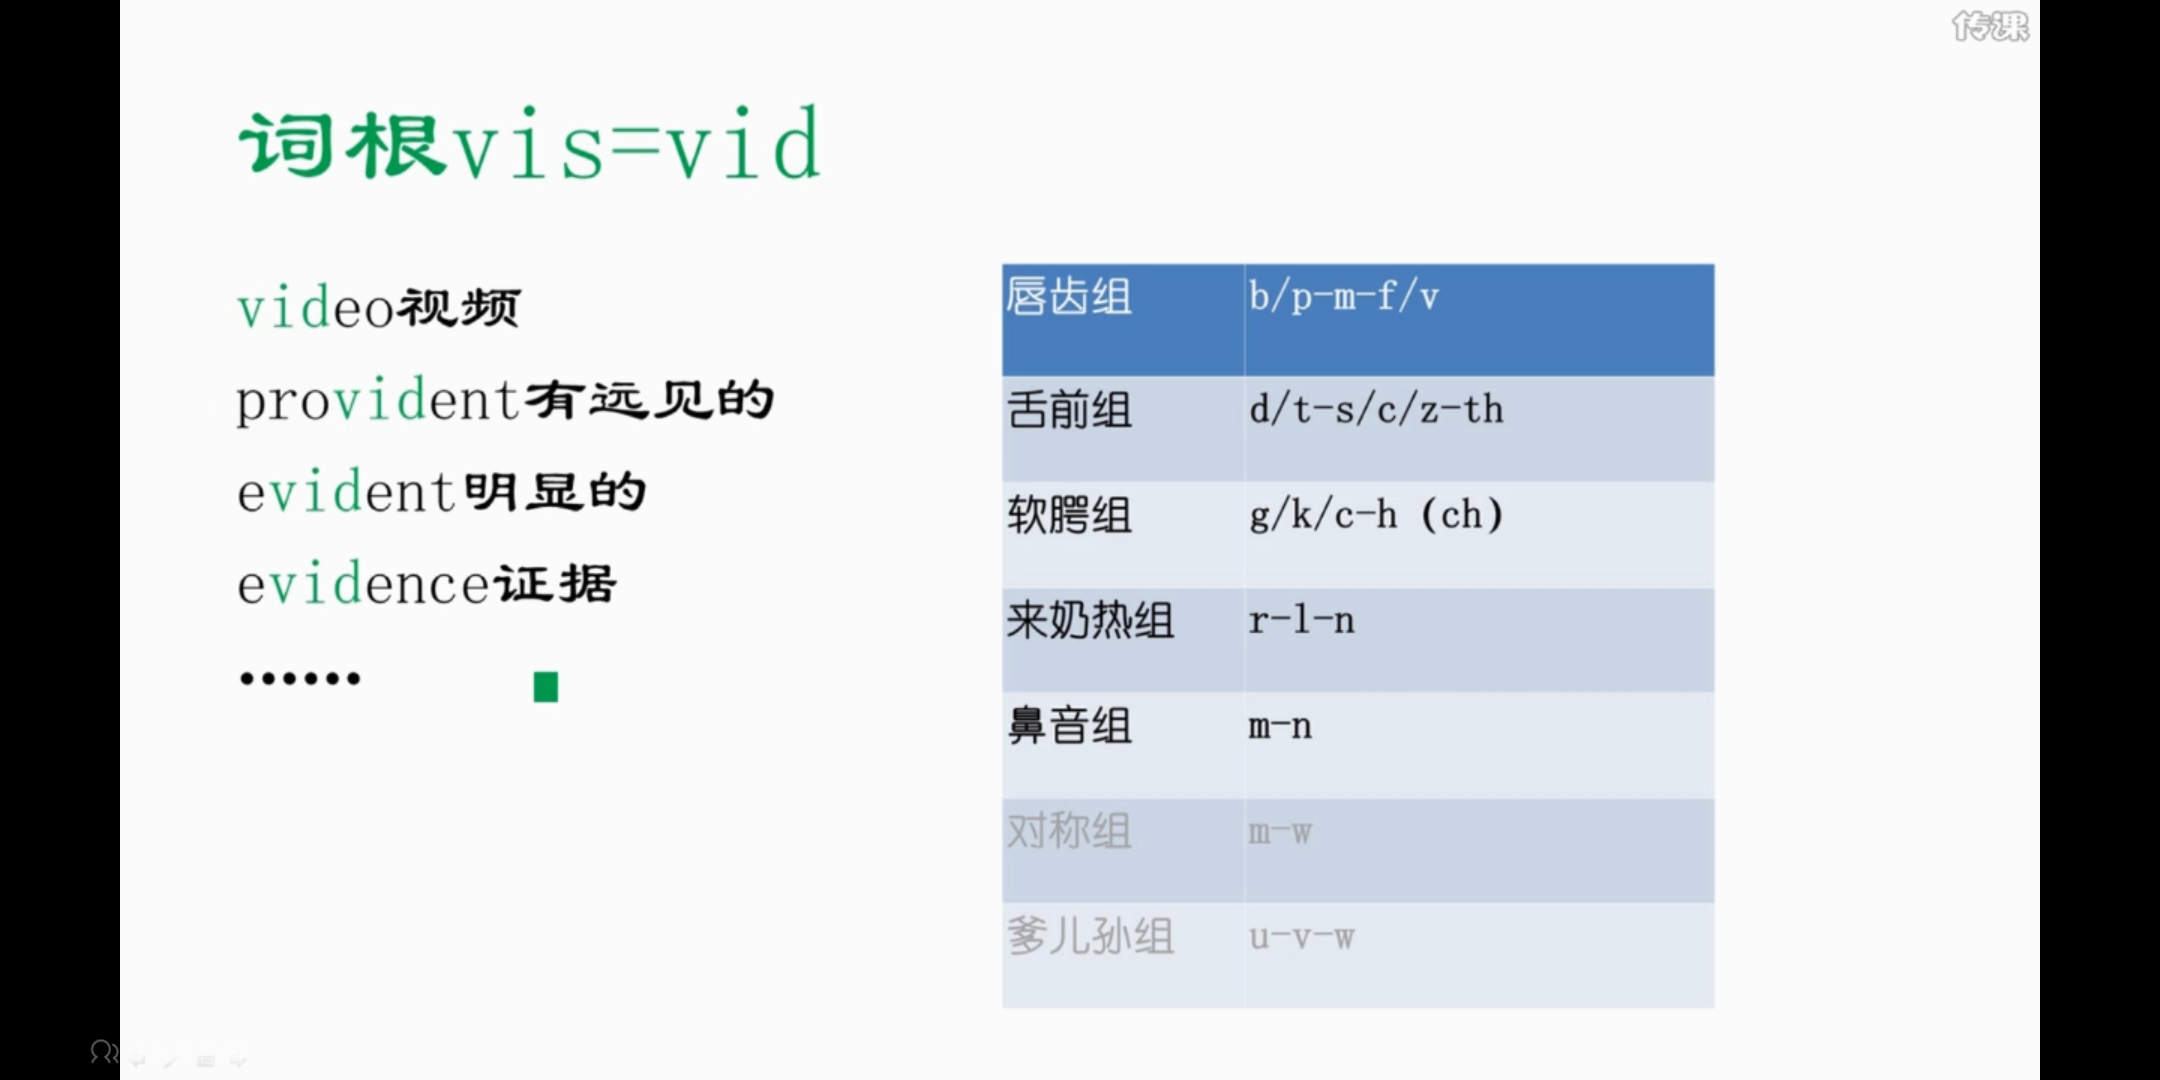 传课
词根vis=vid
video视频
provident有远见的
evident明显的
evidence证据
••••••
唇齿组 b/p-m-f/v
舌前组 d/t-s/c/z-th
软腭组 g/k/c-h (ch)
来奶热组 r-l-n
鼻音组 m-n
对称组 m-w
爹儿孙组 u-v-w